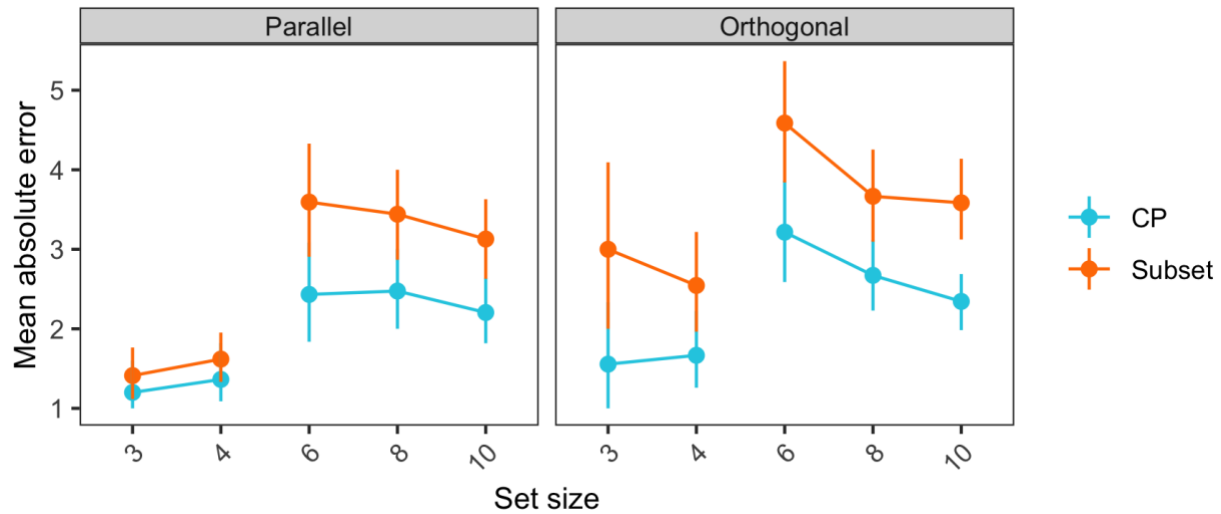 Parallel
Orthogonal
Mean absolute error
5
4
3
2
1
3 4 6 8 10
3 4 6 8 10
Set size
CP
Subset